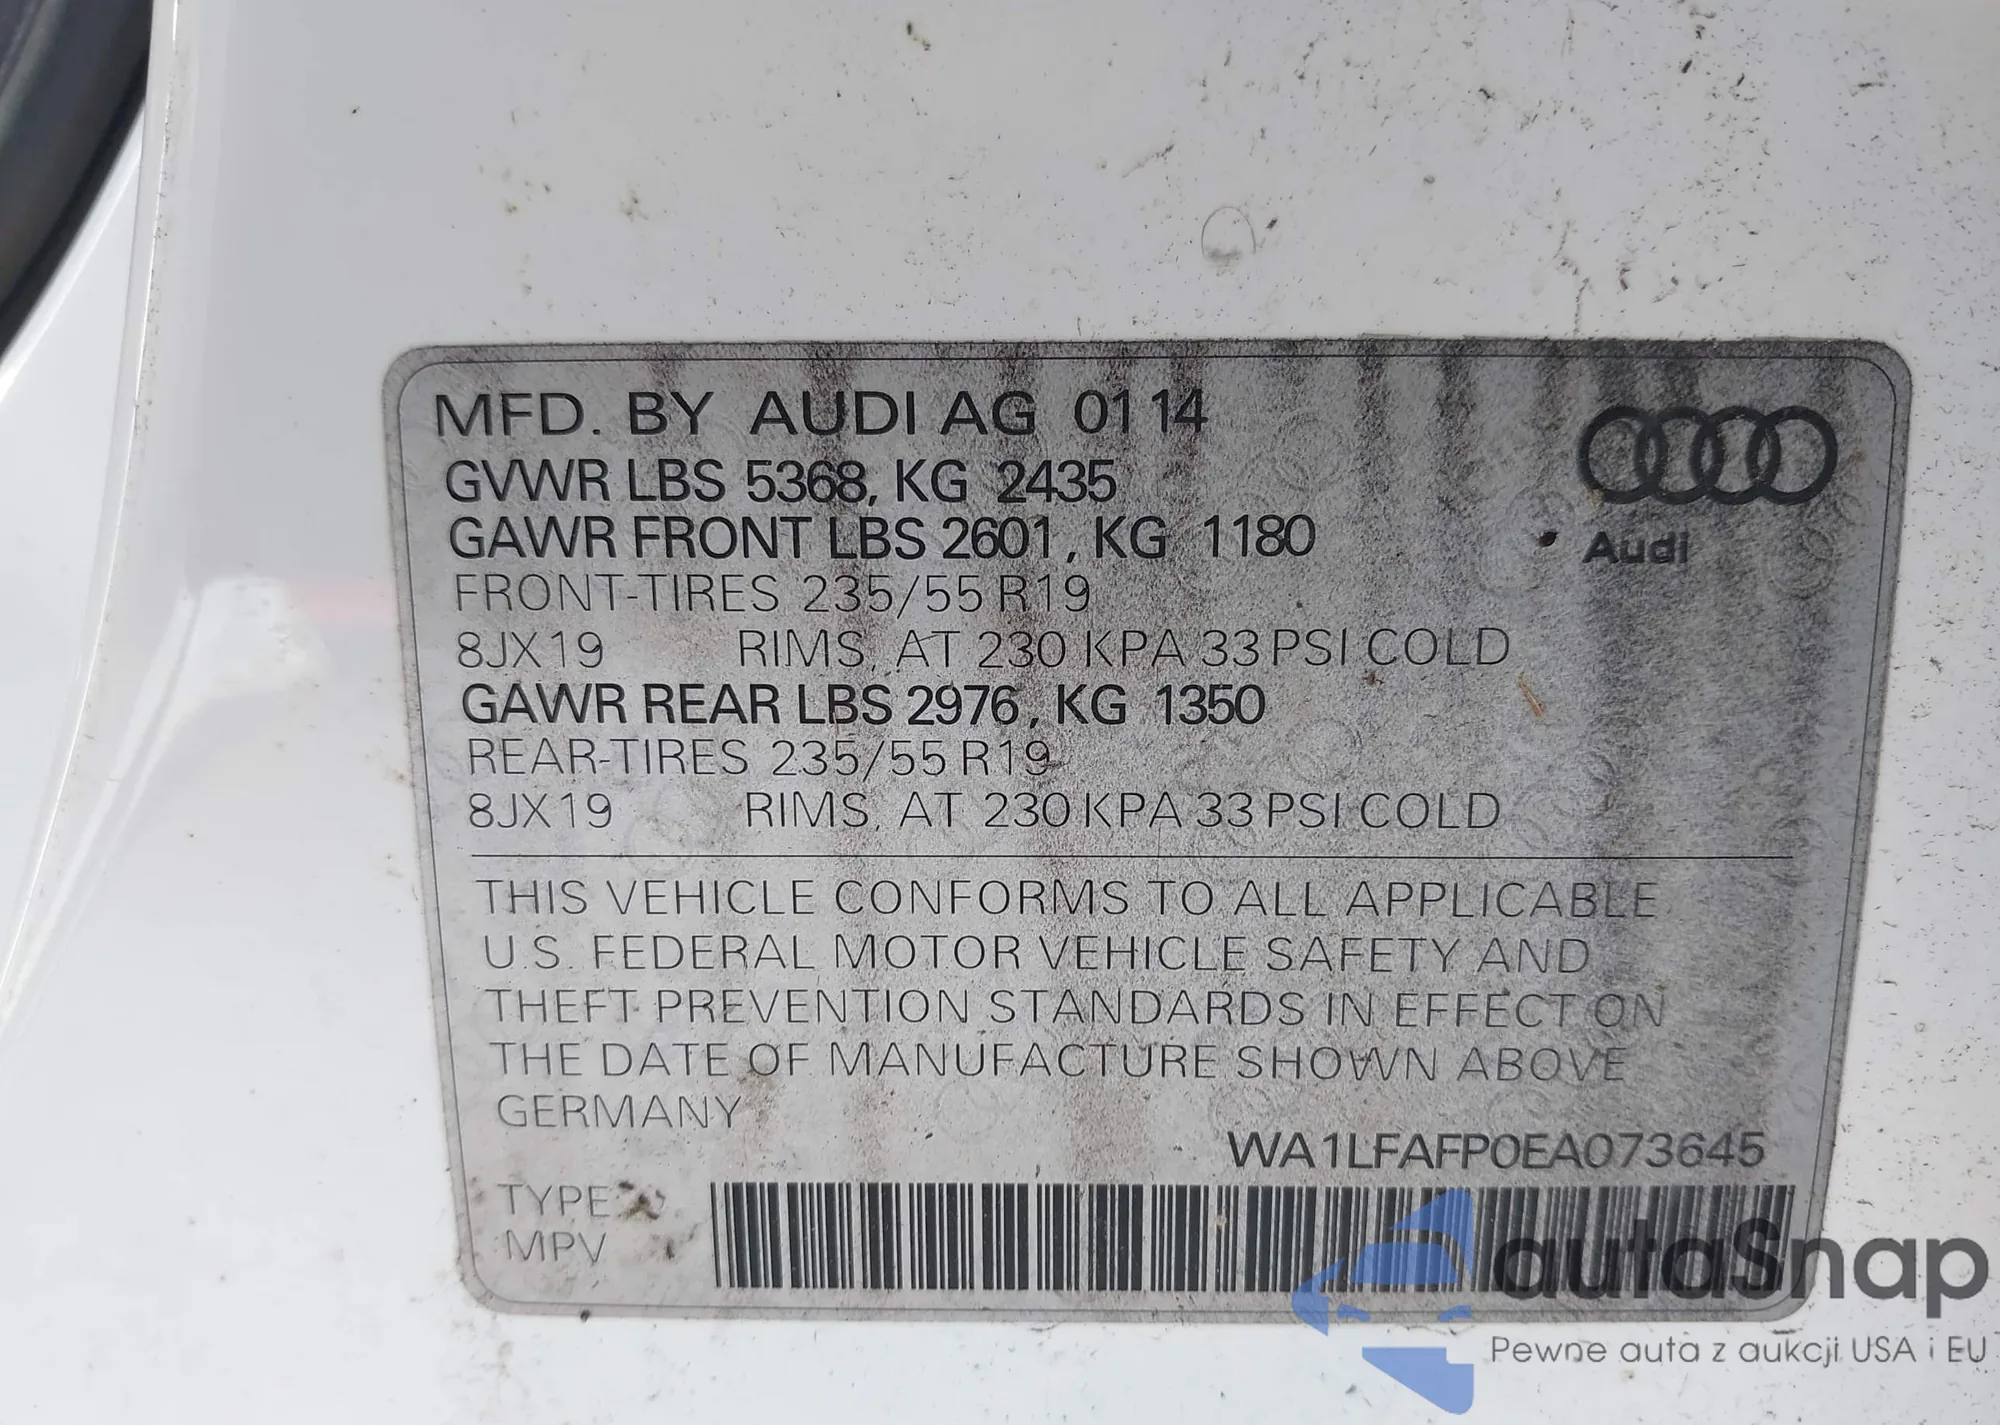 MFD. BY AUDI AG 01 14
GVWR LBS 5368, KG 2435
GAWR FRONT LBS 2601, KG 1180
FRONT-TIRES 235/55 R19
8JX19 RIMS, AT 230 KPA 33 PSI COLD
GAWR REAR LBS 2976, KG 1350
REAR-TIRES 235/55 R19
8JX19 RIMS, AT 230 KPA 33 PSI COLD
Audi
THIS VEHICLE CONFORMS TO ALL APPLICABLE
U.S. FEDERAL MOTOR VEHICLE SAFETY AND
THEFT PREVENTION STANDARDS IN EFFECT ON
THE DATE OF MANUFACTURE SHOWN ABOVE
GERMANY
WA1LFAFP0EA073645
TYPE:
MPV
autaSnap
Pewne auta z aukcji USA i EU